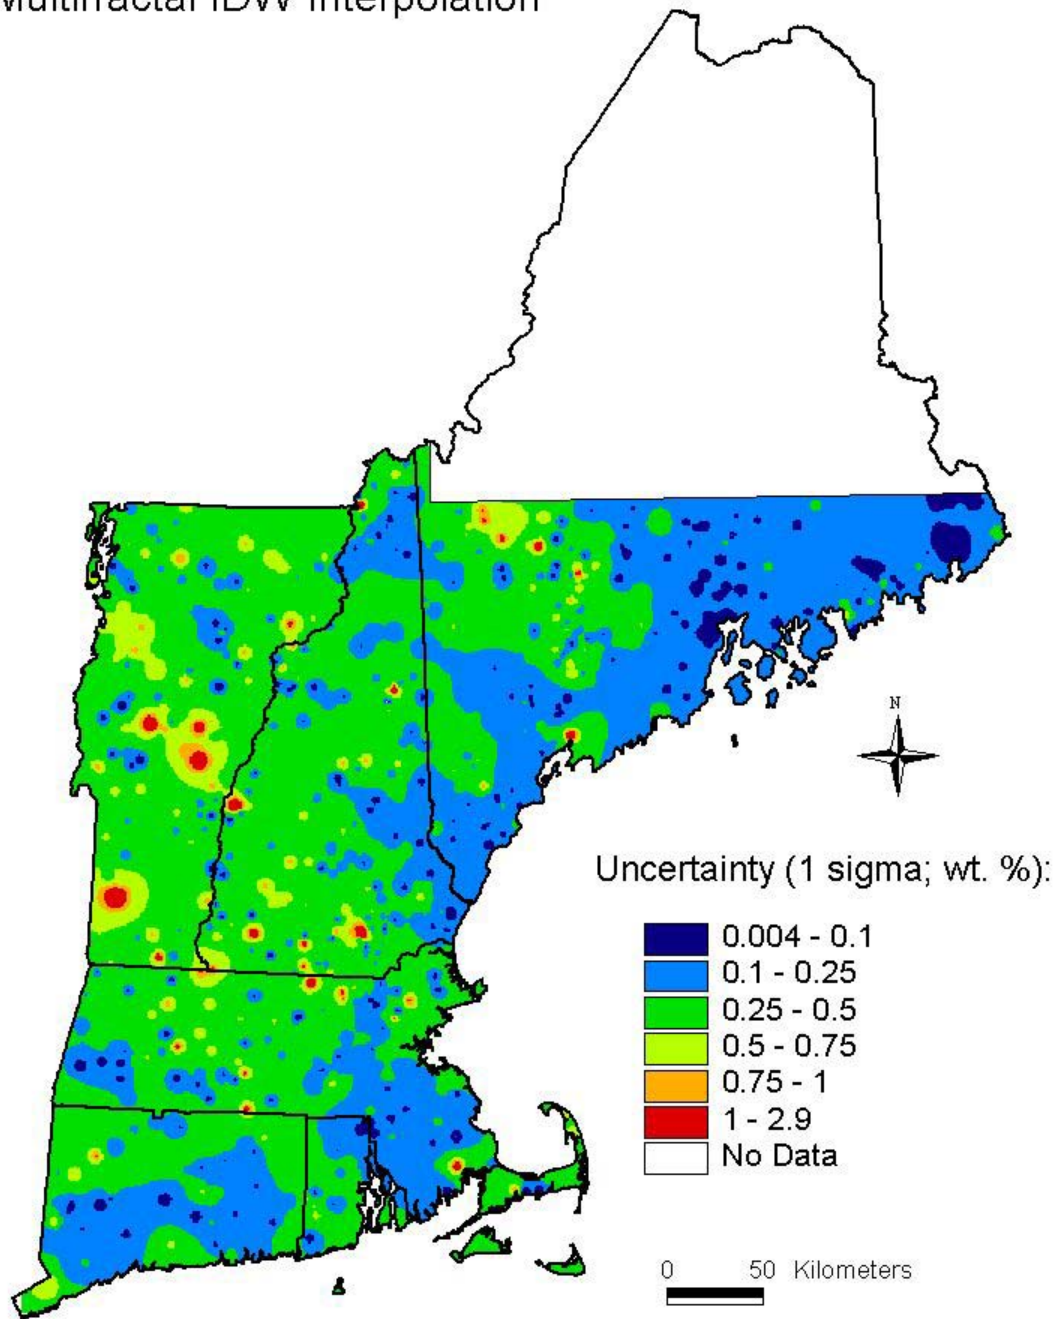 Multifractal IDW Interpolation
N
Uncertainty (1 sigma; wt. %):
0.004 - 0.1
0.1 - 0.25
0.25 - 0.5
0.5 - 0.75
0.75 - 1
1 - 2.9
No Data
0 50 Kilometers